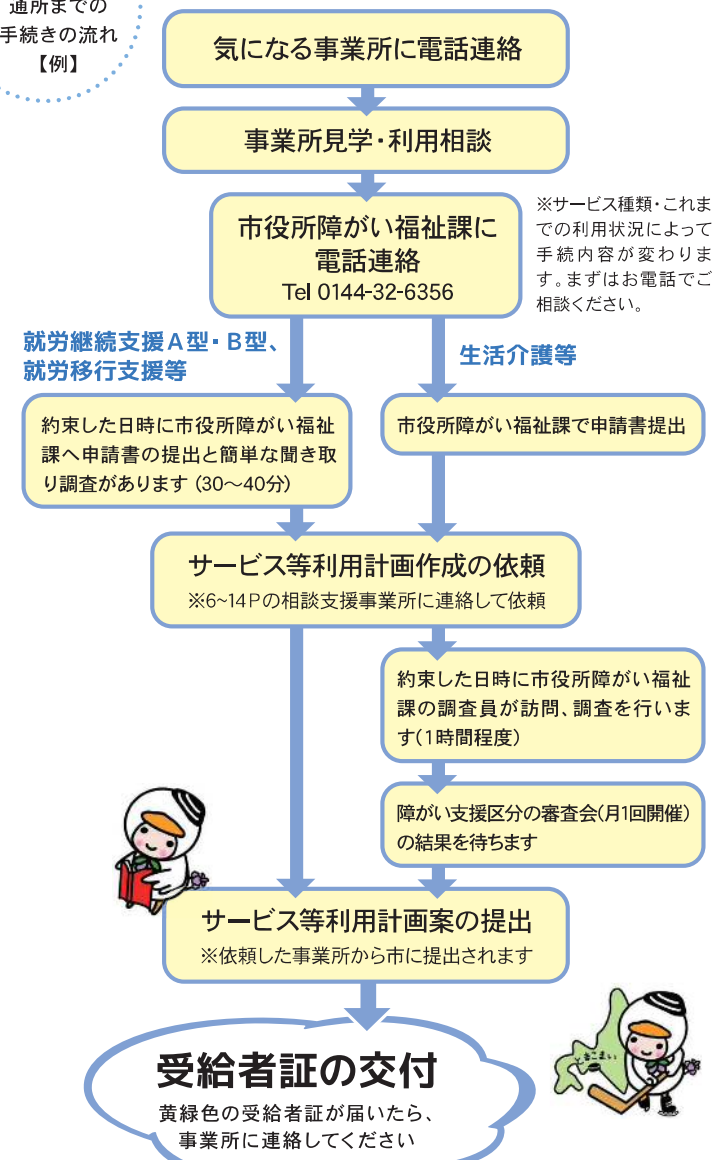 通所までの
手続きの流れ
【例】
気になる事業所に電話連絡
事業所見学・利用相談
市役所障がい福祉課に
電話連絡
Tel 0144-32-6356
※サービス種類・これま
での利用状況によって
手続内容が変わりま
す。まずはお電話でご
相談ください。
就労継続支援A型・B型、
就労移行支援等
生活介護等
約束した日時に市役所障がい福祉
課へ申請書の提出と簡単な聞き取
り調査があります（30〜40分）
市役所障がい福祉課で申請書提出
サービス等利用計画作成の依頼
※6~14Pの相談支援事業所に連絡して依頼
約束した日時に市役所障がい福祉
課の調査員が訪問、調査を行いま
す（1時間程度）
障がい支援区分の審査会（月1回開催）
の結果を待ちます
サービス等利用計画案の提出
※依頼した事業所から市に提出されます
とまこまい
受給者証の交付
黄緑色の受給者証が届いたら、
事業所に連絡してください